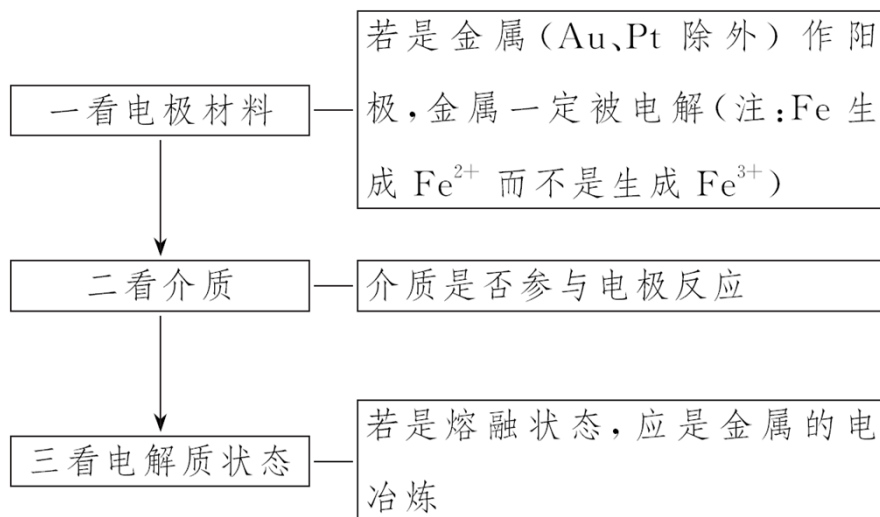 一看电极材料
若是金属(Au、Pt 除外)作阳
极,金属一定被电解(注:Fe 生
成 Fe²⁺ 而不是生成 Fe³⁺)
二看介质
介质是否参与电极反应
三看电解质状态
若是熔融状态,应是金属的电
冶炼